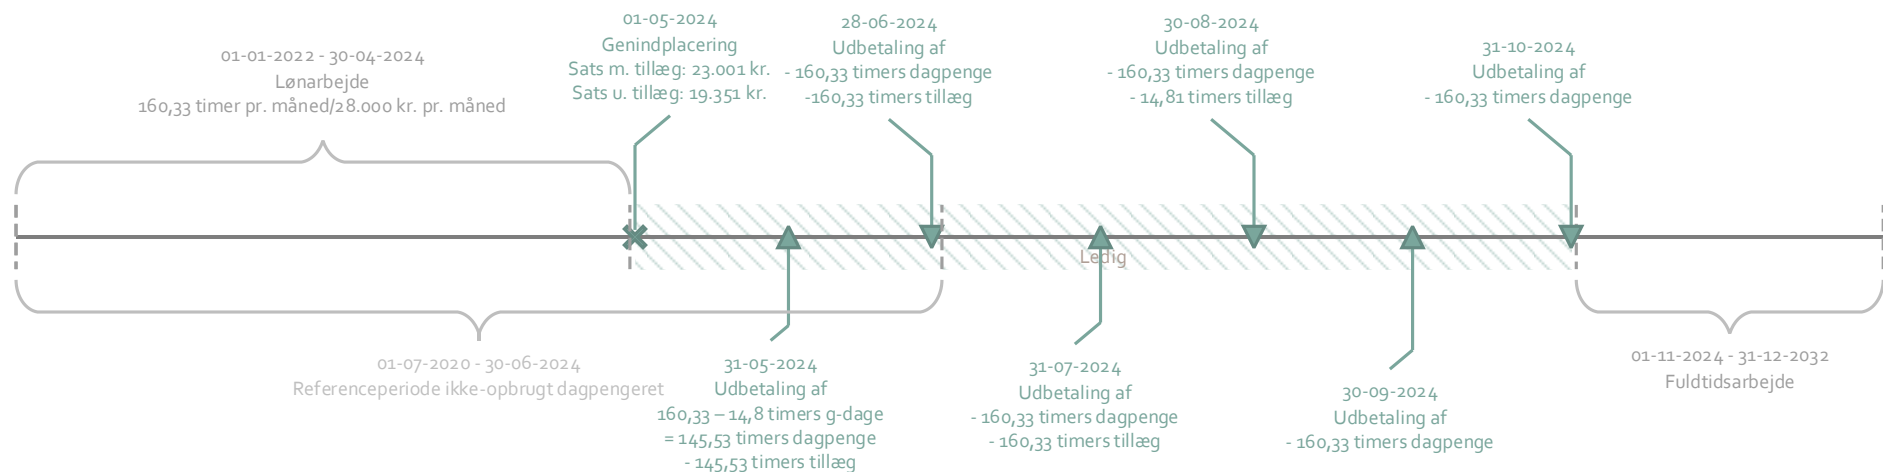 01-01-2022 - 30-04-2024
Lønarbejde
160,33 timer pr. måned/28.000 kr. pr. måned
01-05-2024
Genindplacering
Sats m. tillæg: 23.001 kr.
Sats u. tillæg: 19.351 kr.
28-06-2024
Udbetaling af
- 160,33 timers dagpenge
-160,33 timers tillæg
30-08-2024
Udbetaling af
- 160,33 timers dagpenge
- 14,81 timers tillæg
31-10-2024
Udbetaling af
- 160,33 timers dagpenge
Ledig
01-07-2020 - 30-06-2024
Referenceperiode ikke-opbrugt dagpengeret
31-05-2024
Udbetaling af
160,33 – 14,8 timers g-dage
= 145,53 timers dagpenge
- 145,53 timers tillæg
31-07-2024
Udbetaling af
- 160,33 timers dagpenge
- 160,33 timers tillæg
30-09-2024
Udbetaling af
- 160,33 timers dagpenge
01-11-2024 - 31-12-2032
Fuldtidsarbejde